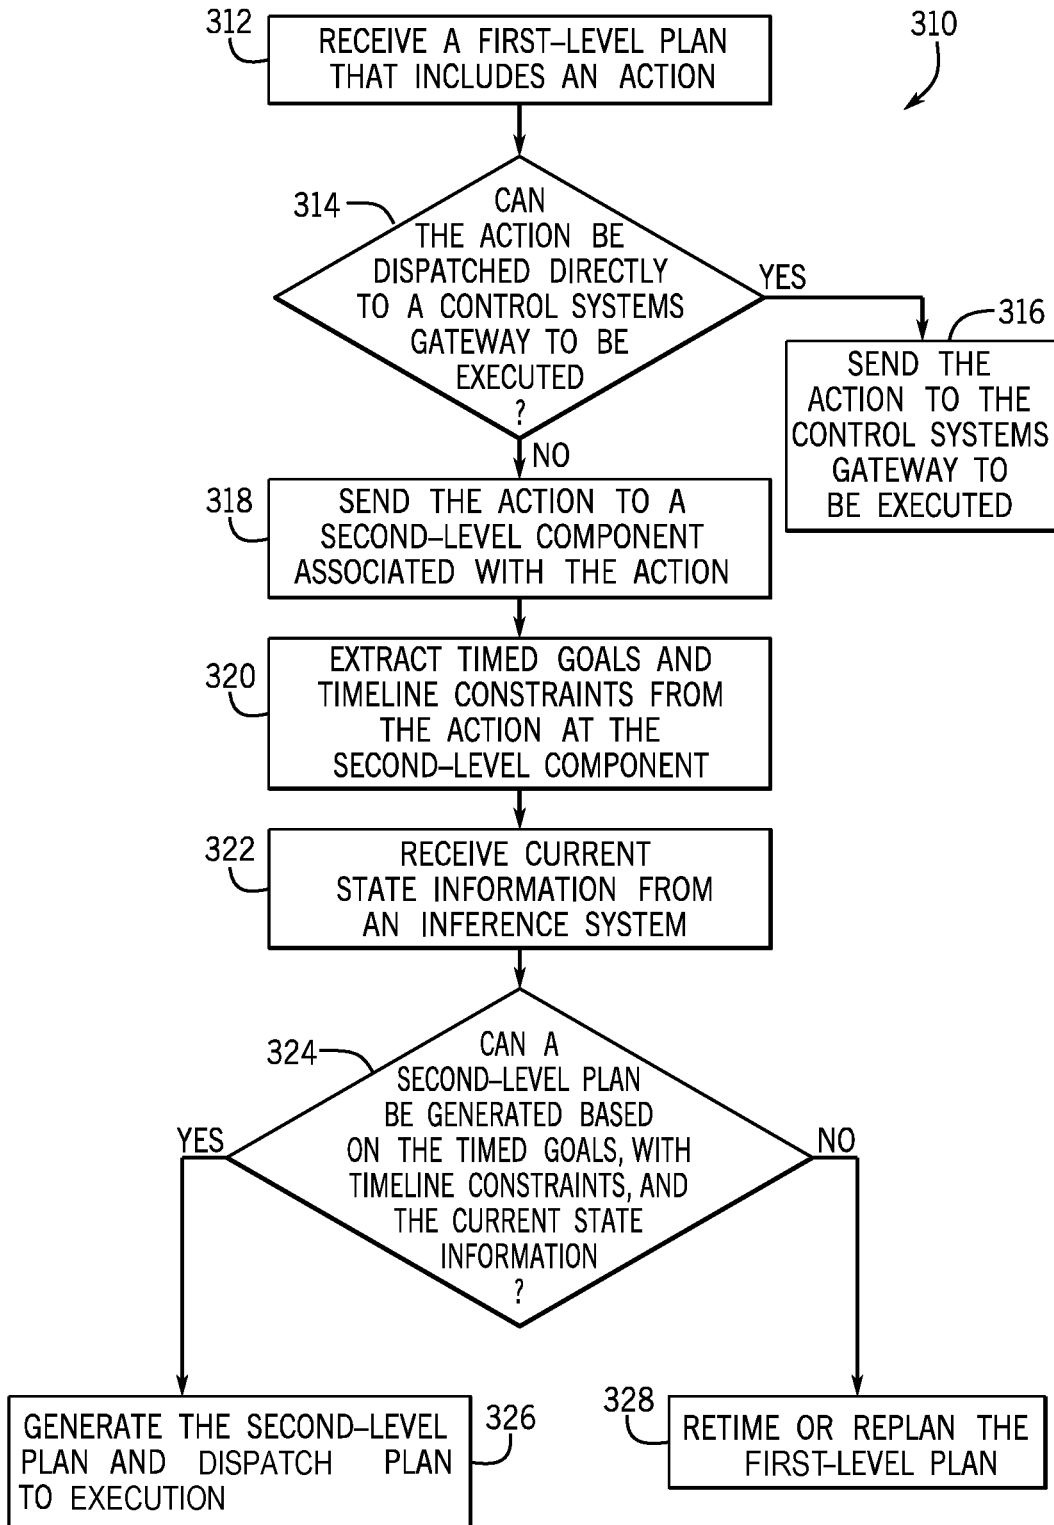 312
RECEIVE A FIRST–LEVEL PLAN
THAT INCLUDES AN ACTION
310
314
CAN
THE ACTION BE
DISPATCHED DIRECTLY
TO A CONTROL SYSTEMS
GATEWAY TO BE
EXECUTED
?
YES
316
SEND THE
ACTION TO THE
CONTROL SYSTEMS
GATEWAY TO
BE EXECUTED
NO
318
SEND THE ACTION TO A
SECOND–LEVEL COMPONENT
ASSOCIATED WITH THE ACTION
320
EXTRACT TIMED GOALS AND
TIMELINE CONSTRAINTS FROM
THE ACTION AT THE
SECOND–LEVEL COMPONENT
322
RECEIVE CURRENT
STATE INFORMATION FROM
AN INFERENCE SYSTEM
324
CAN A
SECOND–LEVEL PLAN
BE GENERATED BASED
ON THE TIMED GOALS, WITH
TIMELINE CONSTRAINTS, AND
THE CURRENT STATE
INFORMATION
?
YES
NO
GENERATE THE SECOND–LEVEL
PLAN AND DISPATCH PLAN
TO EXECUTION
326
328
RETIME OR REPLAN THE
FIRST–LEVEL PLAN